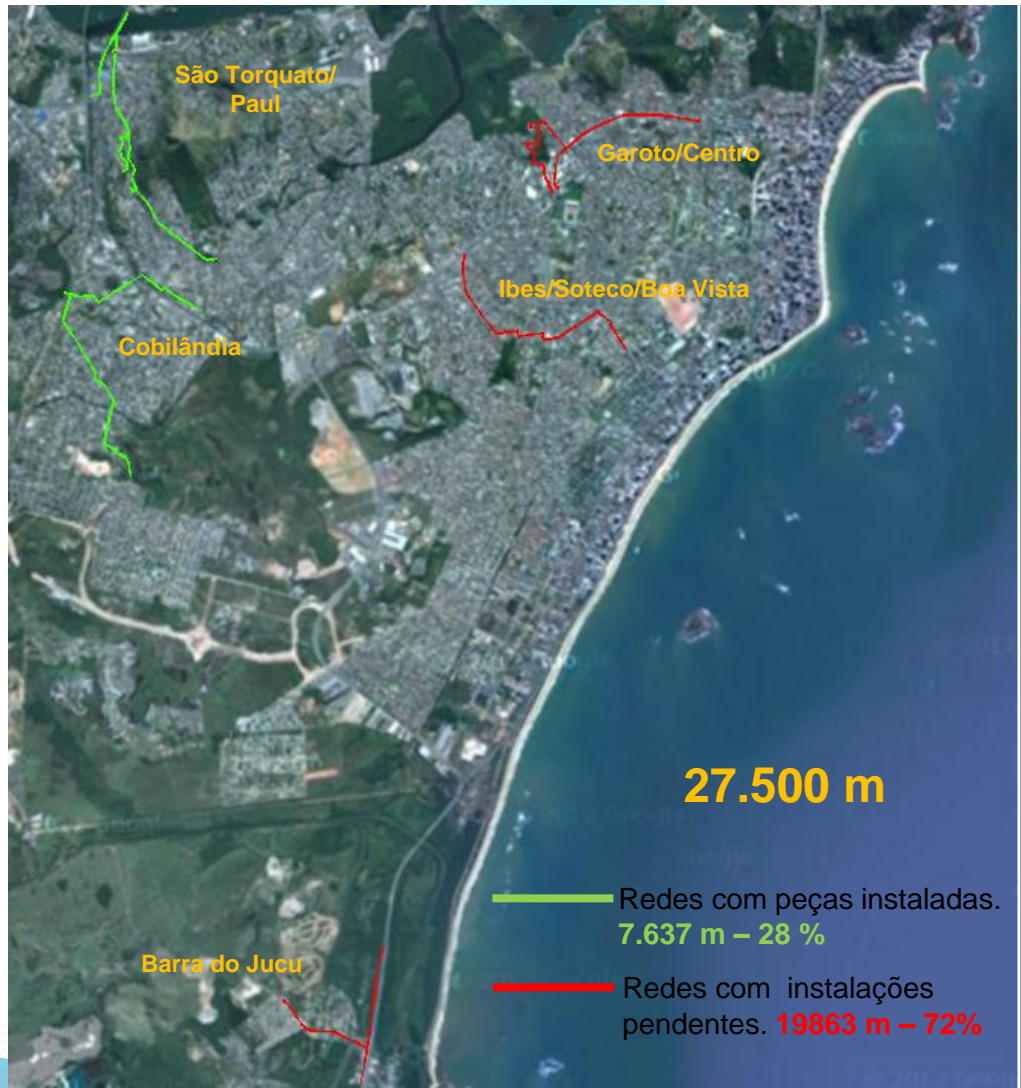 São Torquato/
Paul
Garoto/Centro
Ibes/Soteco/Boa Vista
Cobilândia
27.500 m
Redes com peças instaladas.
7.637 m – 28 %
Barra do Jucu
Redes com instalações
pendentes. 19863 m – 72%